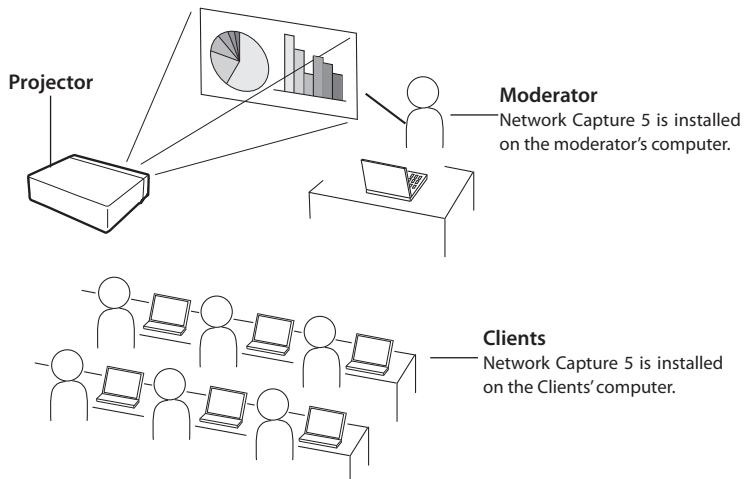 Projector
Moderator
Network Capture 5 is installed
on the moderator's computer.
Clients
Network Capture 5 is installed
on the Clients' computer.